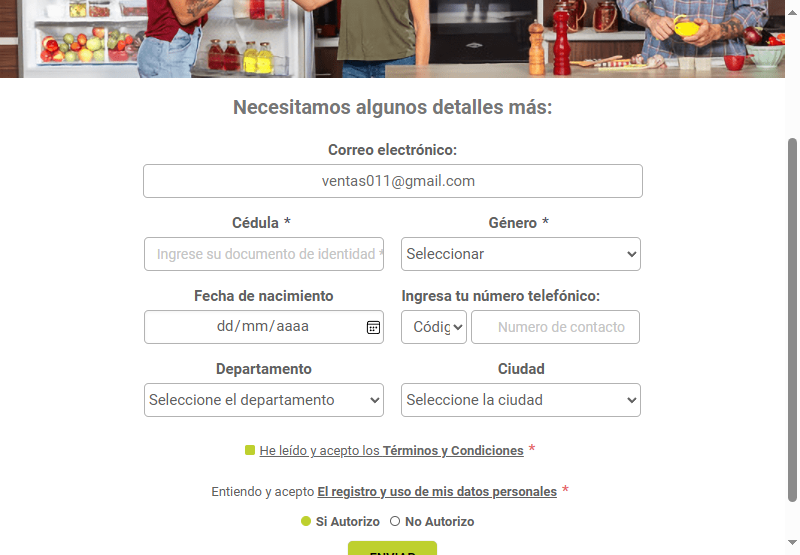 Necesitamos algunos detalles más:
Correo electrónico:
ventas011@gmail.com
Cédula *
Género *
Ingrese su documento de identidad *
Seleccionar
Fecha de nacimiento
Ingresa tu número telefónico:
dd/mm/aaaa
Códig
Numero de contacto
Departamento
Ciudad
Seleccione el departamento
Seleccione la ciudad
He leído y acepto los Términos y Condiciones *
Entiendo y acepto El registro y uso de mis datos personales *
Si Autorizo No Autorizo
ENVIAR